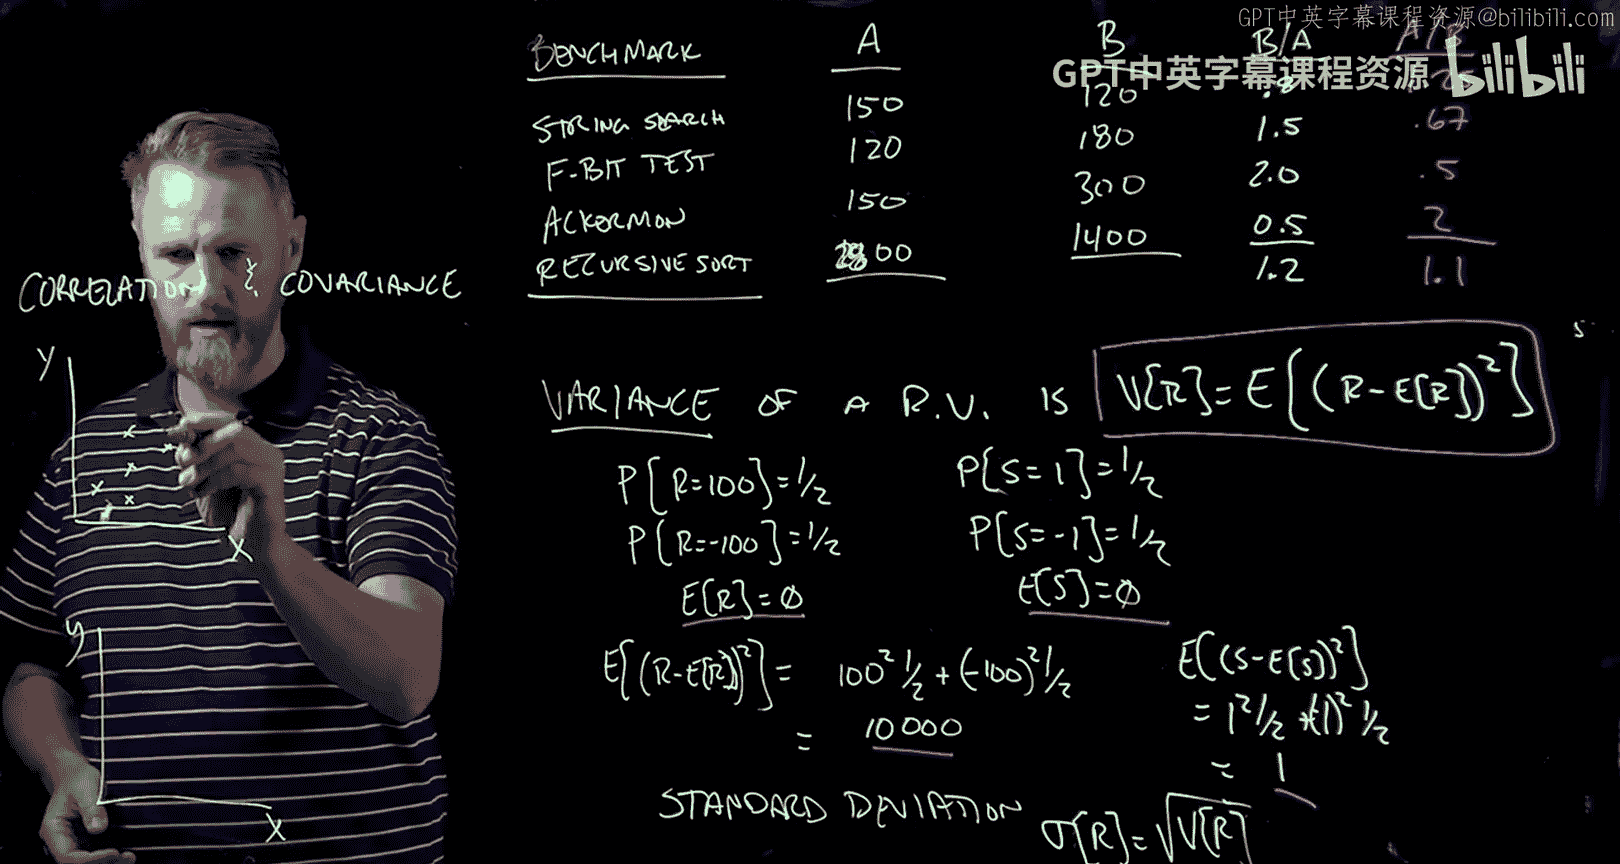 GPT中英字幕课程资源@bilibili.com
GPT中英字幕课程资源 bilibili
BENCHMARK A B B/A A/B
STRING SEARCH 150 120 .8
F-BIT TEST 120 180 1.5 .67
ACKERMON 150 300 2.0 .5
RECURSIVE SORT 00 1400 0.5 2
1.2 1.1
CORRELATION & COVARIANCE
Y
X
y
X
VARIANCE OF A R.V. IS V[R]=E[(R-E[R])²]
S
P[R=100]=1/2 P[S=1]=1/2
P[R=-100]=1/2 P[S=-1]=1/2
E[R]=0 E[S]=0
E[(R-E[R])²]= 100² 1/2 + (-100)² 1/2
= 10000
E[(S-E[S])²]
= 1² 1/2 + (-1)² 1/2
= 1
STANDARD DEVIATION σ[R]=√V[R]